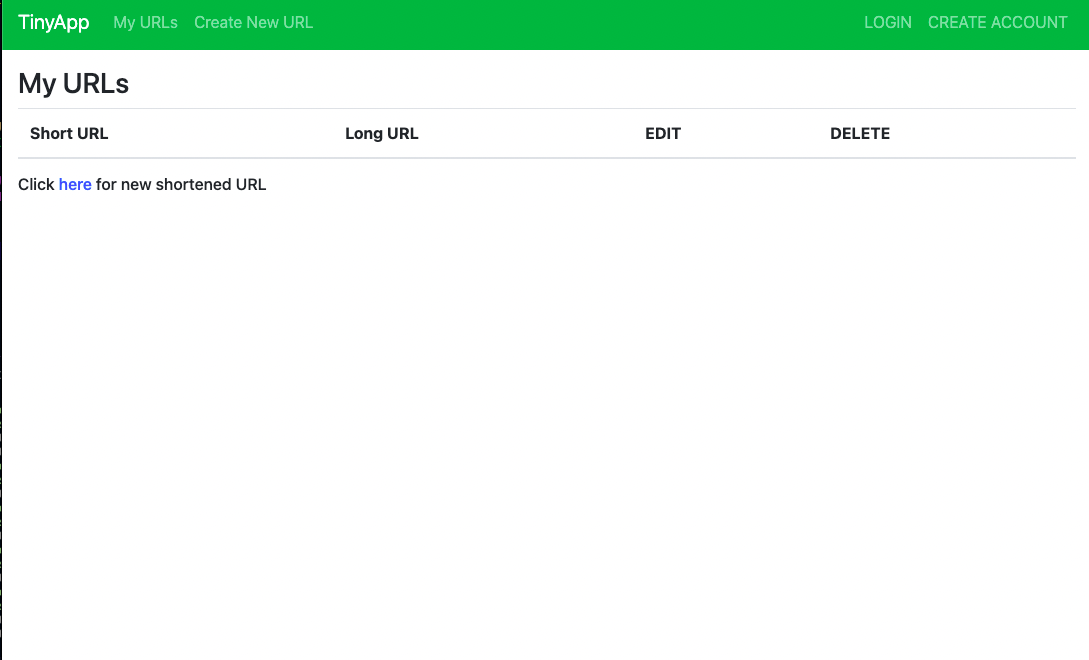 TinyApp My URLs Create New URL LOGIN CREATE ACCOUNT
My URLs
Short URL Long URL EDIT DELETE
Click here for new shortened URL